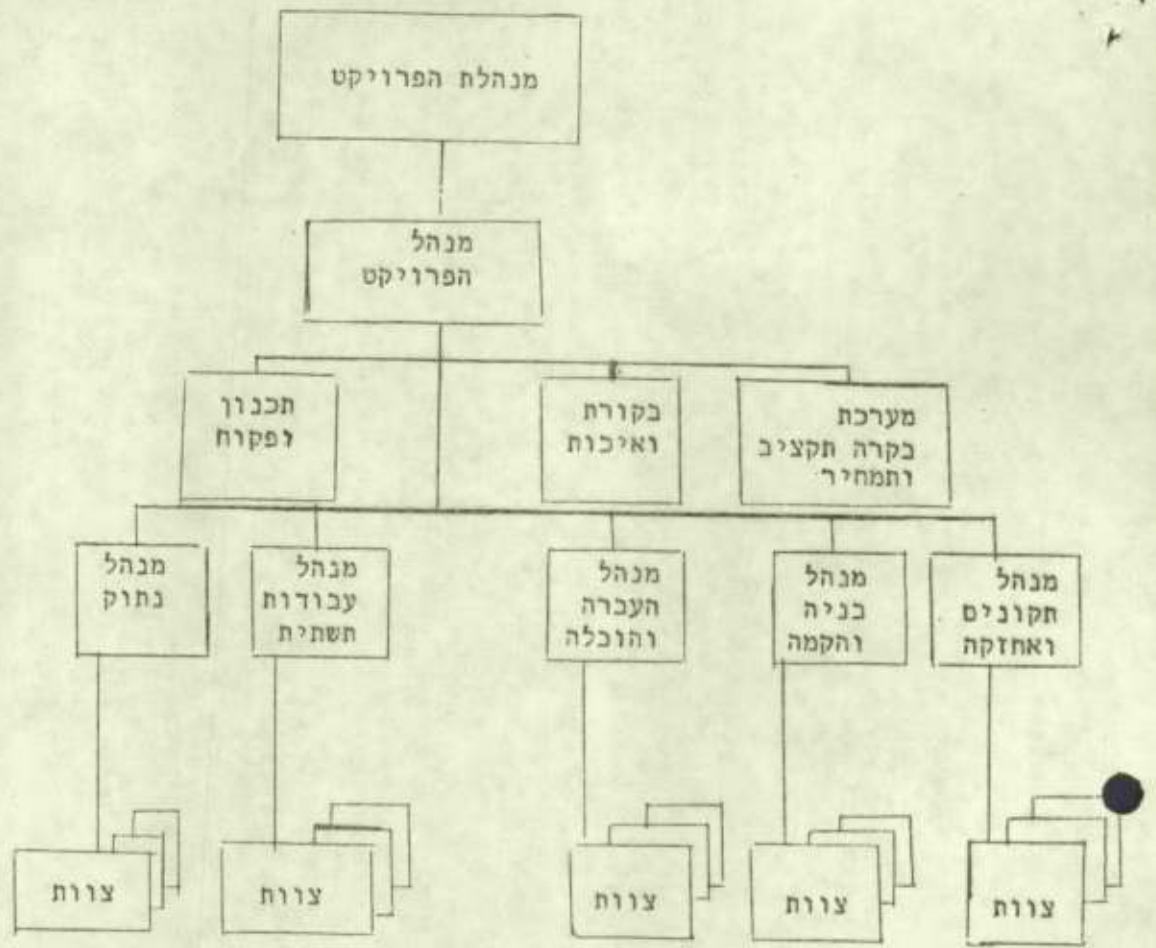 מנהלת הפרויקט
מנהל
הפרויקט
מערכת
בקרה תקציב
ותמחיר
בקורת
ואיכות
תכנון
ופקוח
מנהל
תקונים
ואחזקה
מנהל
בניה
והקמה
מנהל
העברה
והובלה
מנהל
עבודות
תשתית
מנהל
נתוק
צוות
צוות
צוות
צוות
צוות